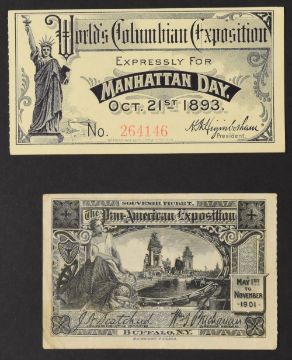 World's Columbian Exposition
EXPRESSLY FOR
MANHATTAN DAY,
OCT. 21ST 1893.
No. 264146
President.
SOUVENIR TICKET.
The Pan-American Exposition
MAY 1ST
TO
NOVEMBER
1901
BUFFALO, N.Y.